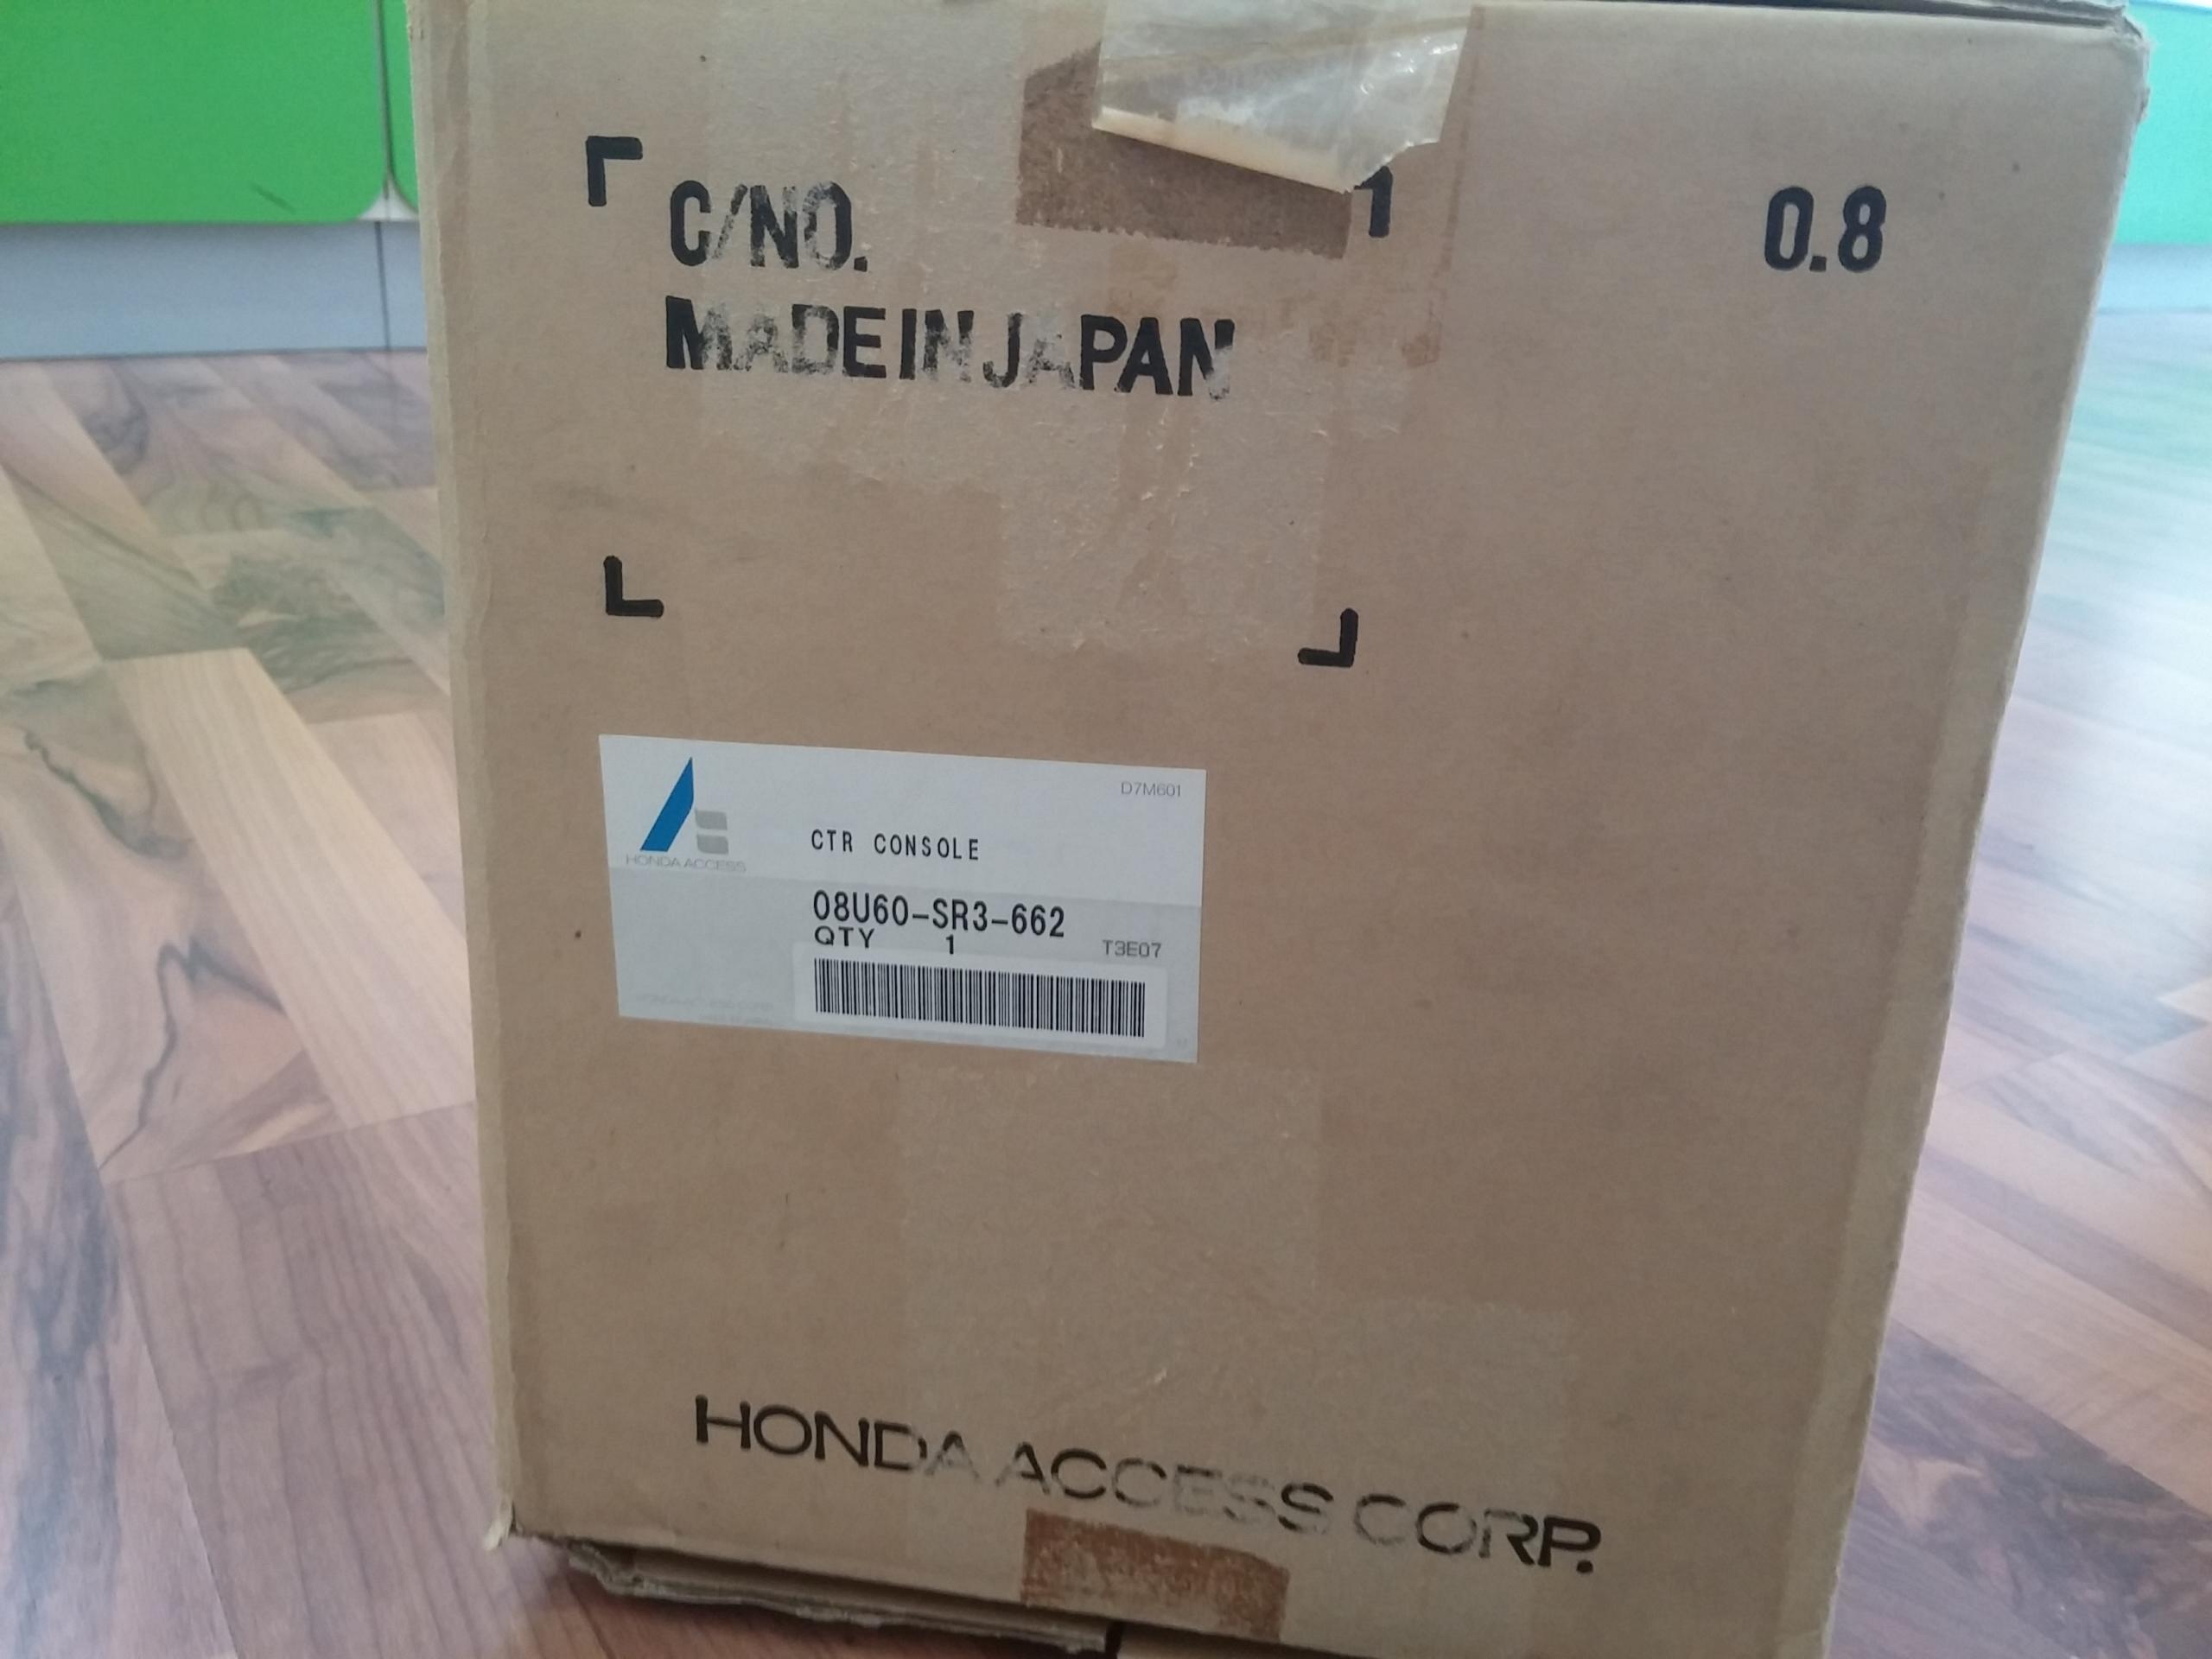 C/NO.
0.8
MADE IN JAPAN
D7M601
HONDA ACCESS
CTR CONSOLE
08U60-SR3-662
QTY 1
T3E07
HONDA ACCESS CORP.